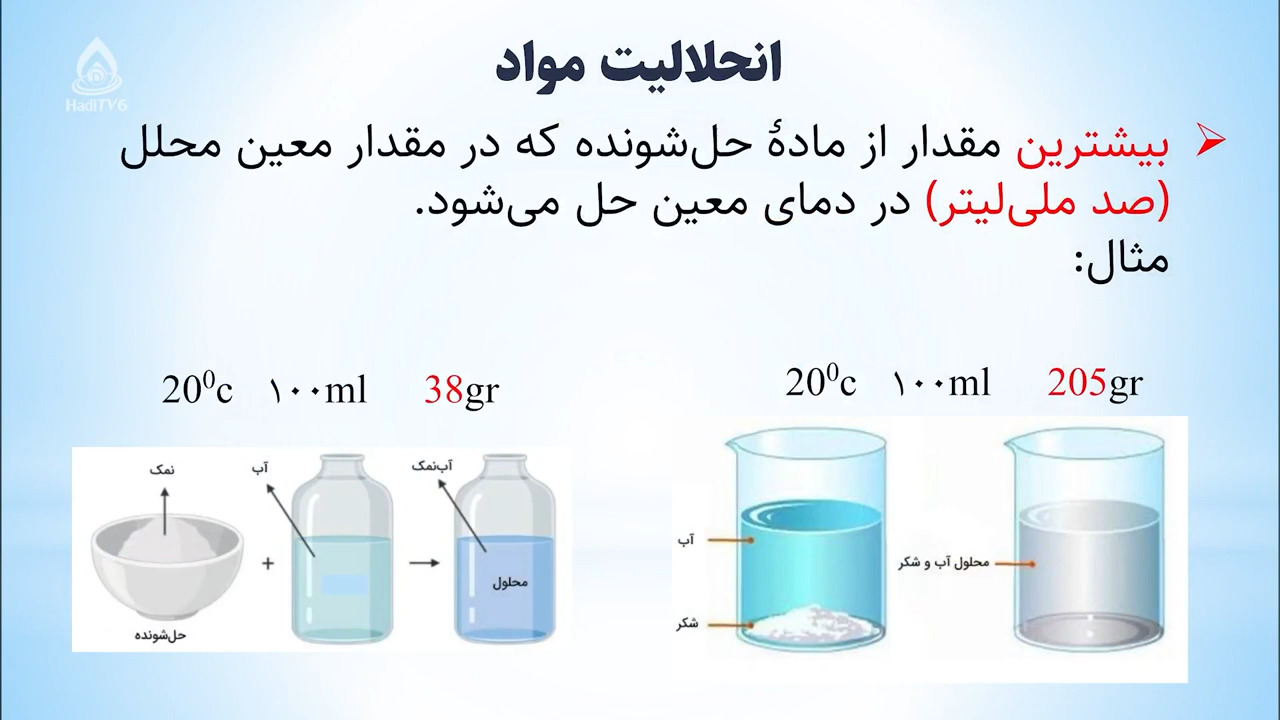 HadiTV6
انحلالیت مواد
بیشترین مقدار از مادهٔ حل‌شونده که در مقدار معین محلل
(صد ملی‌لیتر) در دمای معین حل می‌شود.
مثال:
20⁰c ۱۰۰ml 205gr
20⁰c ۱۰۰ml 38gr
آب
شکر
محلول آب و شکر
نمک
آب
آب‌نمک
محلول
حل‌شونده